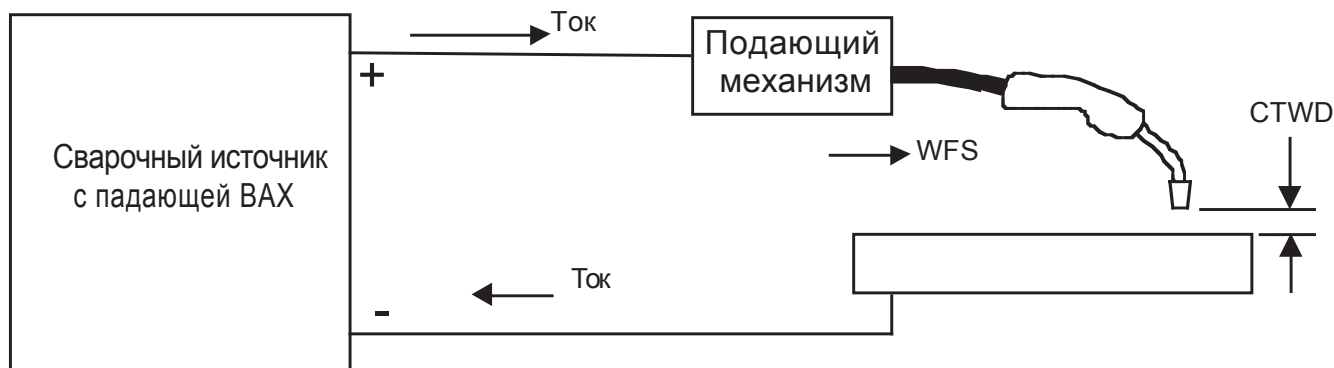 Ток
+
Подающий
механизм
CTWD
WFS
Сварочный источник
с падающей ВАХ
Ток
-